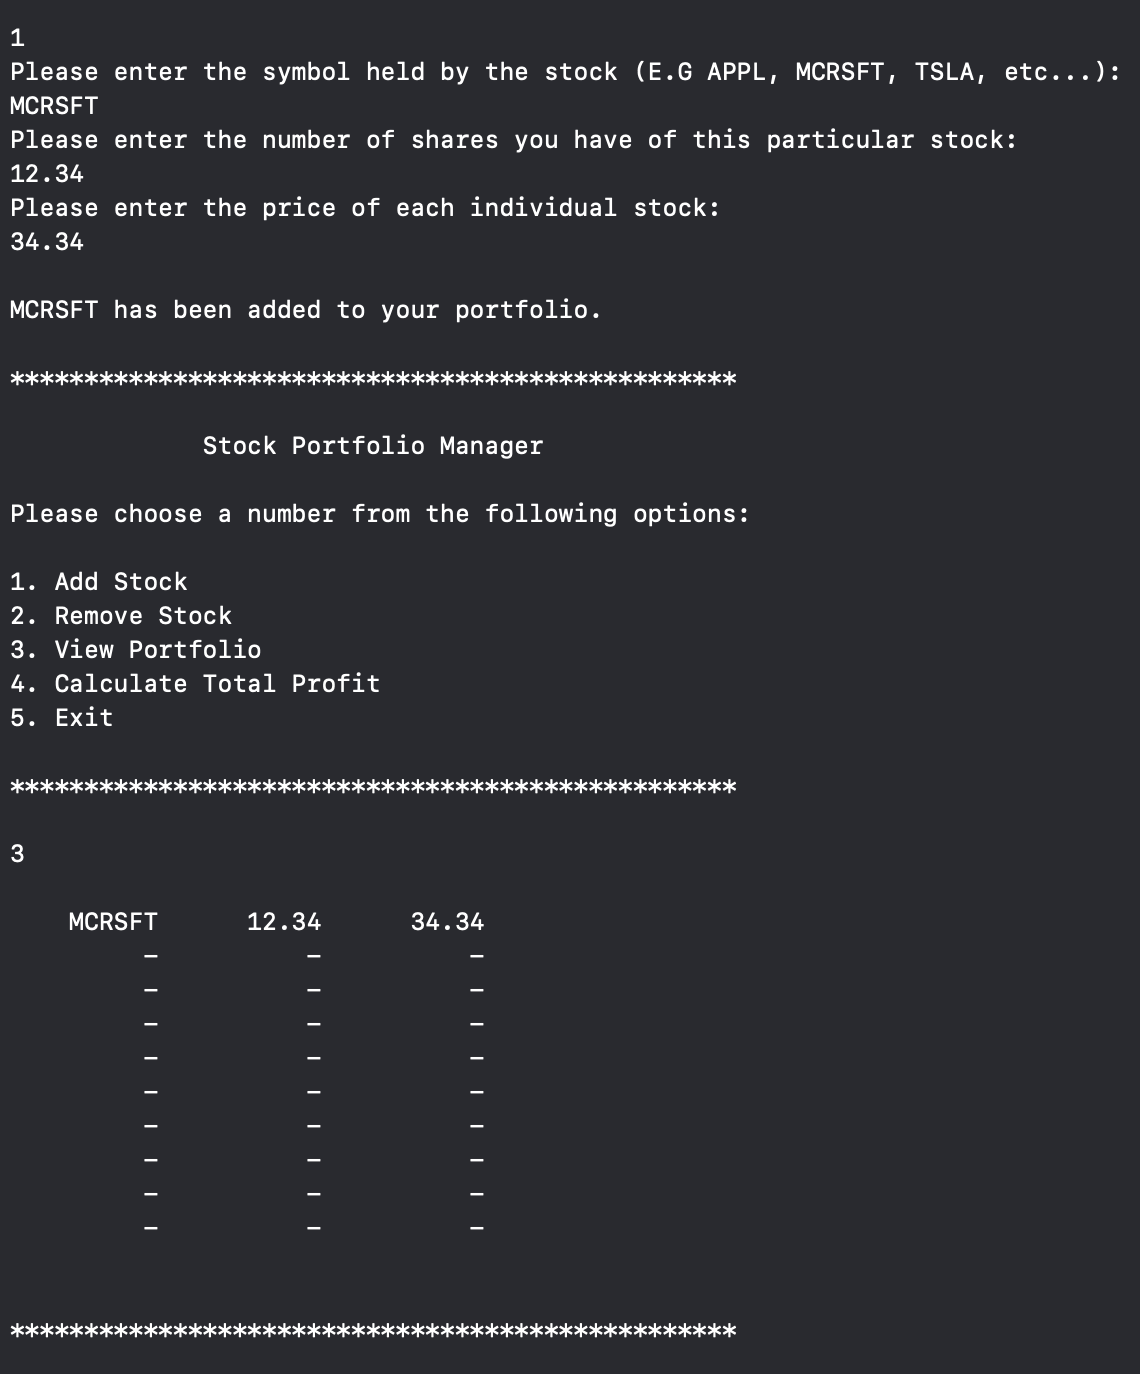 1
Please enter the symbol held by the stock (E.G APPL, MCRSFT, TSLA, etc...):
MCRSFT
Please enter the number of shares you have of this particular stock:
12.34
Please enter the price of each individual stock:
34.34
MCRSFT has been added to your portfolio.
*************************************************
Stock Portfolio Manager
Please choose a number from the following options:
1. Add Stock
2. Remove Stock
3. View Portfolio
4. Calculate Total Profit
5. Exit
*************************************************
3
MCRSFT 12.34 34.34
- - -
- - -
- - -
- - -
- - -
- - -
- - -
- - -
- - -
*************************************************